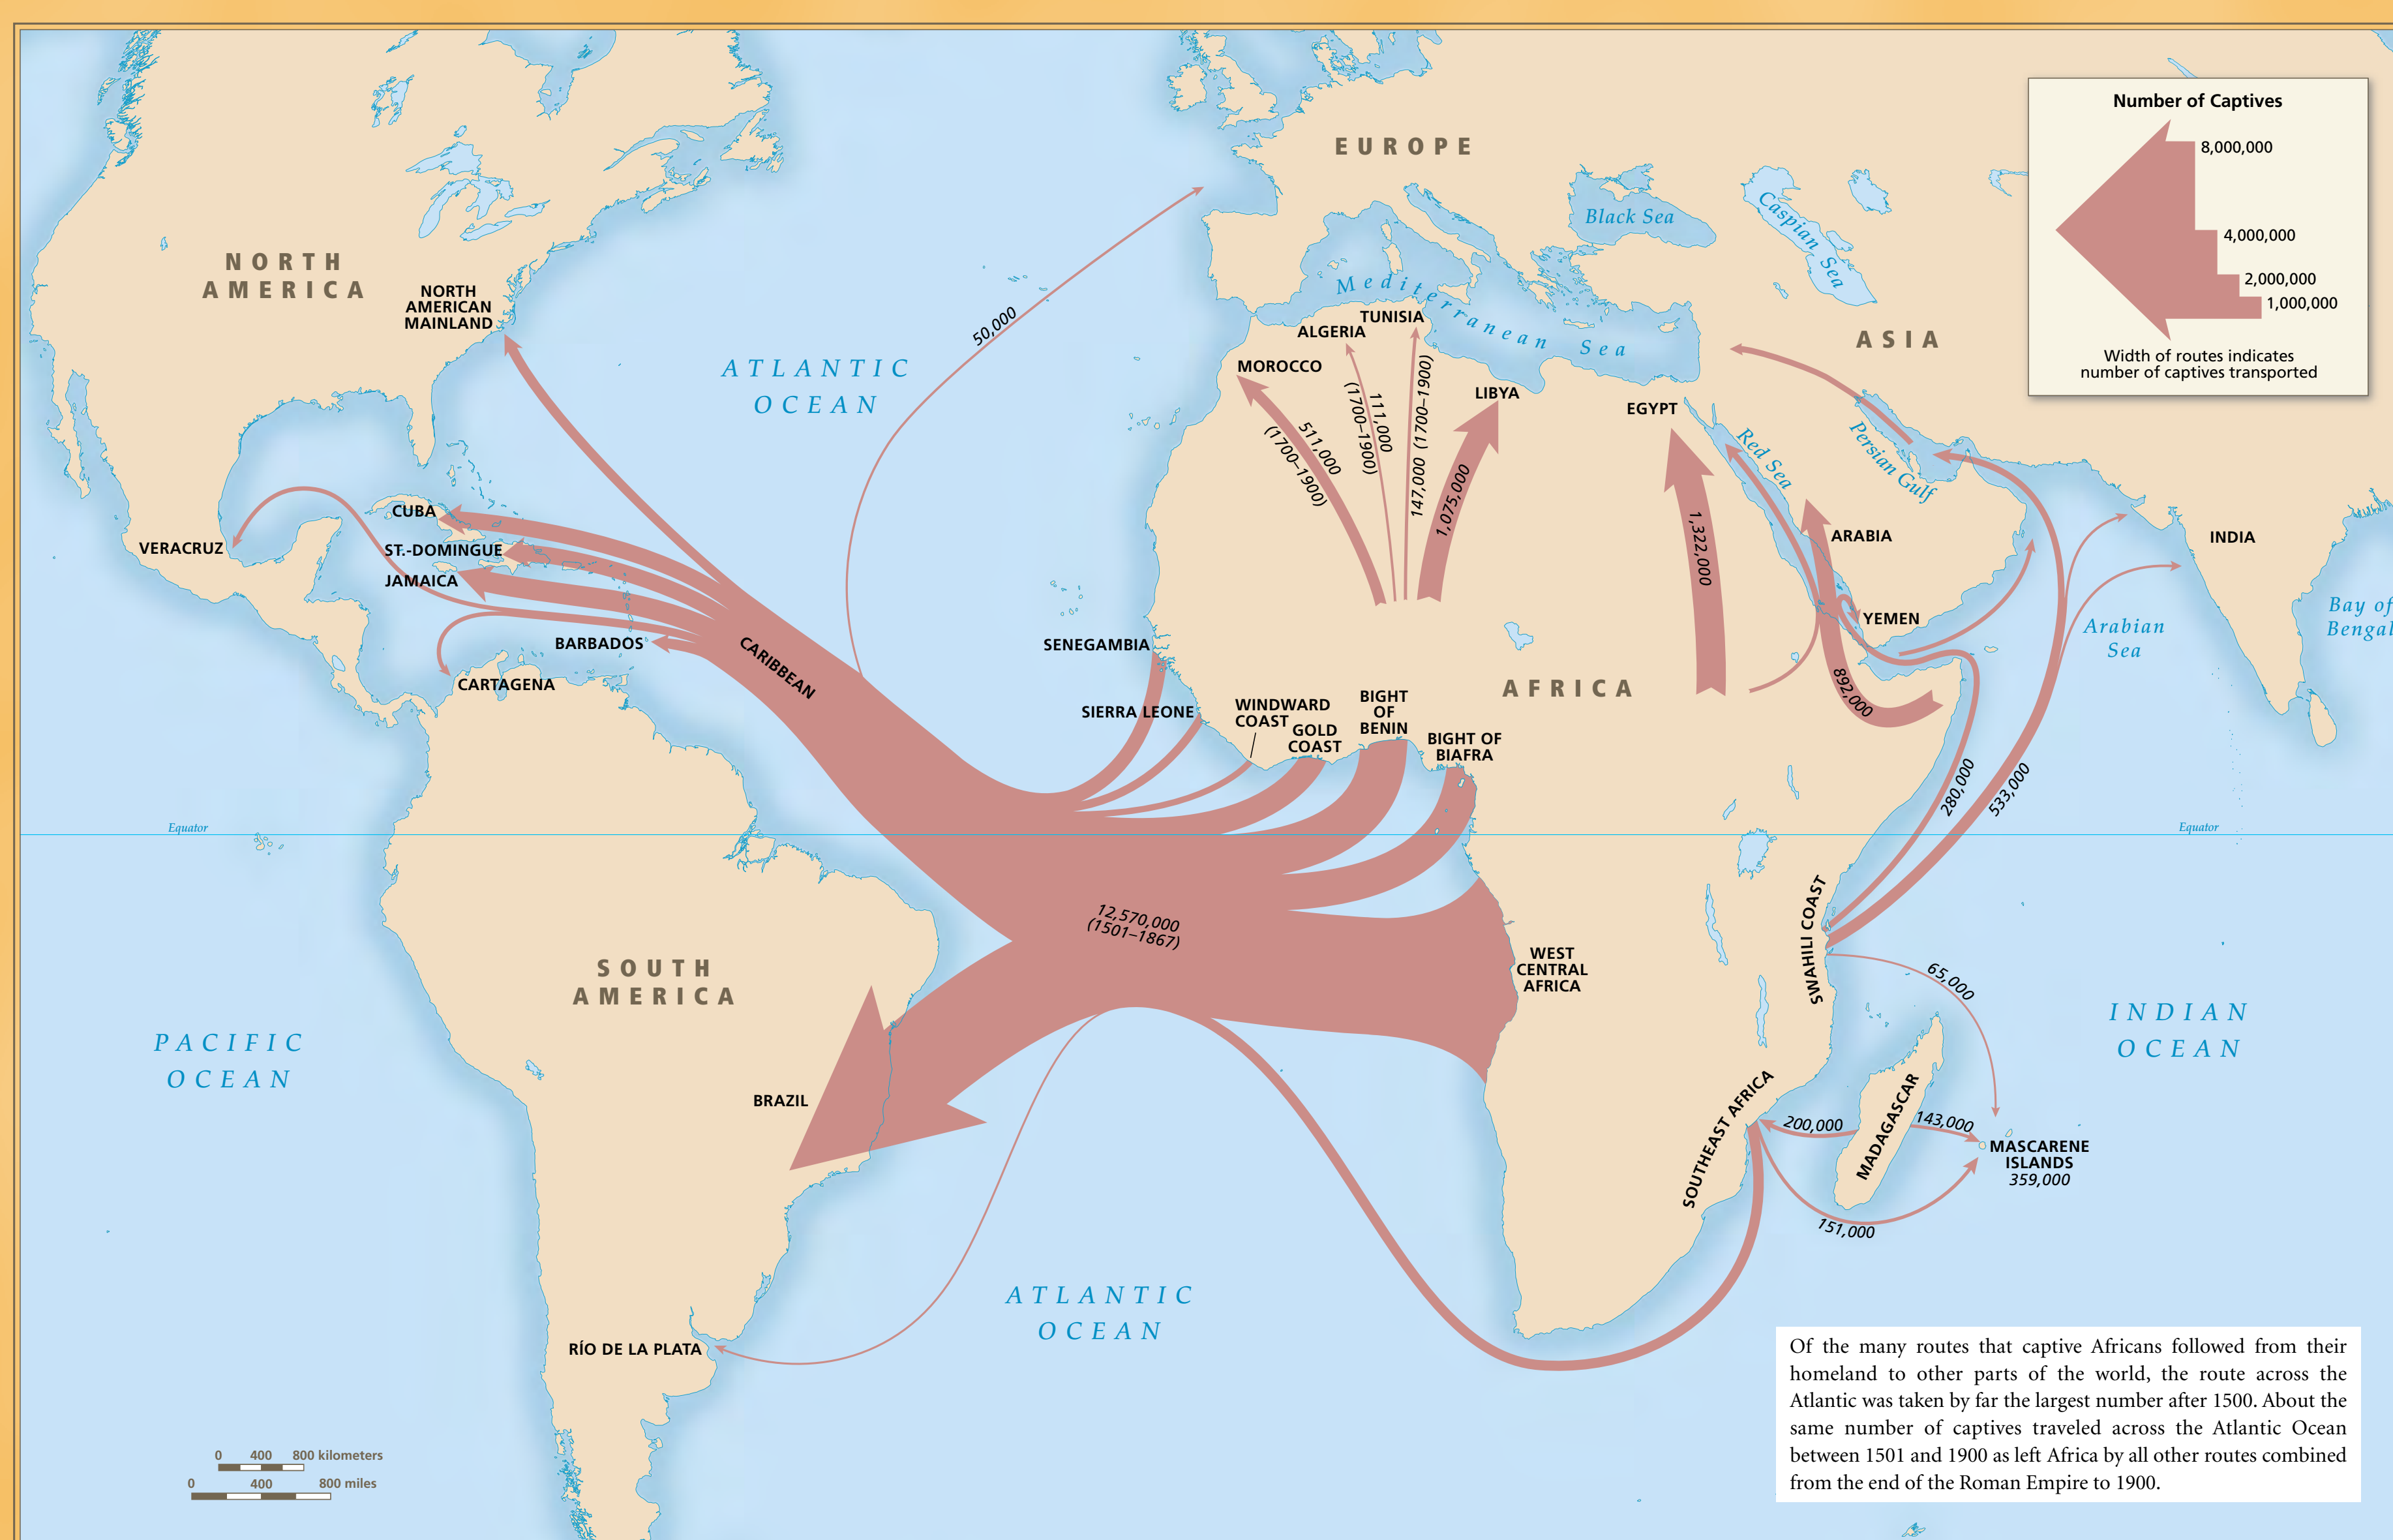 Number of Captives
8,000,000
4,000,000
2,000,000
1,000,000
Width of routes indicates
number of captives transported
EUROPE
Black Sea
Caspian Sea
NORTH
AMERICA
NORTH
AMERICAN
MAINLAND
50,000
ATLANTIC
OCEAN
Mediterranean Sea
TUNISIA
ALGERIA
MOROCCO
LIBYA
EGYPT
ASIA
511,000
(1700–1900)
111,000
(1700–1900)
147,000 (1700–1900)
1,075,000
1,322,000
Red Sea
Persian Gulf
CUBA
VERACRUZ
ST.-DOMINGUE
JAMAICA
BARBADOS
CARTAGENA
CARIBBEAN
ARABIA
YEMEN
INDIA
Arabian
Sea
Bay of
Bengal
SENEGAMBIA
SIERRA LEONE
WINDWARD
COAST
GOLD
COAST
BIGHT
OF
BENIN
BIGHT OF
BIAFRA
AFRICA
892,000
280,000
533,000
Equator
Equator
12,570,000
(1501–1867)
WEST
CENTRAL
AFRICA
SWAHILI COAST
65,000
SOUTH
AMERICA
PACIFIC
OCEAN
INDIAN
OCEAN
BRAZIL
SOUTHEAST AFRICA
200,000
MADAGASCAR
143,000
MASCARENE
ISLANDS
359,000
151,000
ATLANTIC
OCEAN
RÍO DE LA PLATA
0 400 800 kilometers
0 400 800 miles
Of the many routes that captive Africans followed from their
homeland to other parts of the world, the route across the
Atlantic was taken by far the largest number after 1500. About the
same number of captives traveled across the Atlantic Ocean
between 1501 and 1900 as left Africa by all other routes combined
from the end of the Roman Empire to 1900.